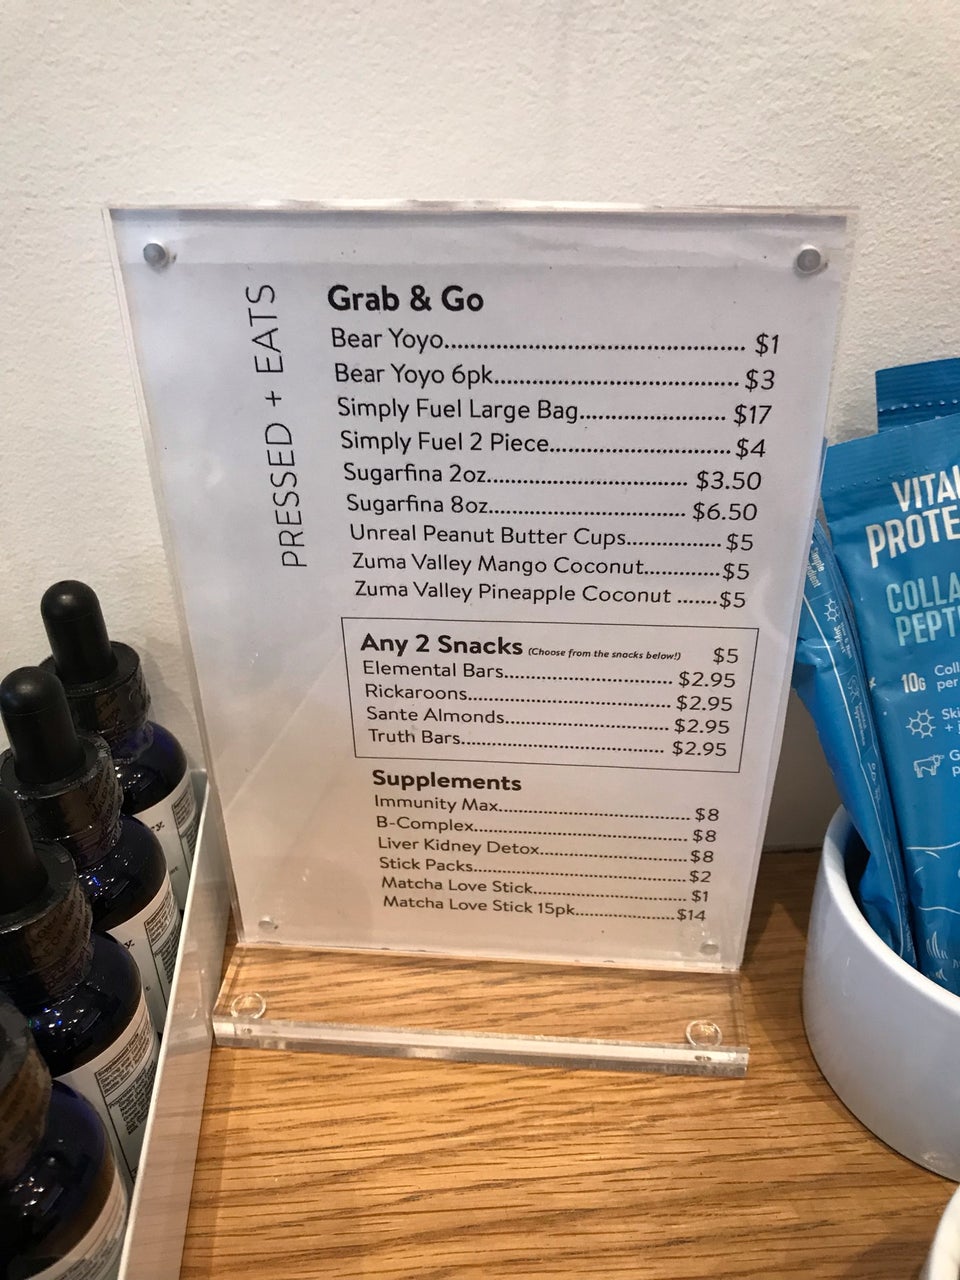 PRESSED + EATS
Grab & Go
Bear Yoyo.......... $1
Bear Yoyo 6pk.......... $3
Simply Fuel Large Bag.......... $17
Simply Fuel 2 Piece.......... $4
Sugarfina 2oz.......... $3.50
Sugarfina 8oz.......... $6.50
Unreal Peanut Butter Cups.......... $5
Zuma Valley Mango Coconut.......... $5
Zuma Valley Pineapple Coconut ....... $5
Any 2 Snacks (Choose from the snacks below!) $5
Elemental Bars.......... $2.95
Rickaroons.......... $2.95
Sante Almonds.......... $2.95
Truth Bars.......... $2.95
Supplements
Immunity Max.......... $8
B-Complex.......... $8
Liver Kidney Detox.......... $8
Stick Packs.......... $2
Matcha Love Stick.......... $1
Matcha Love Stick 15pk.......... $14
VITAL
PROTE
COLLA
PEPT
10G Coll
per
Ski
+